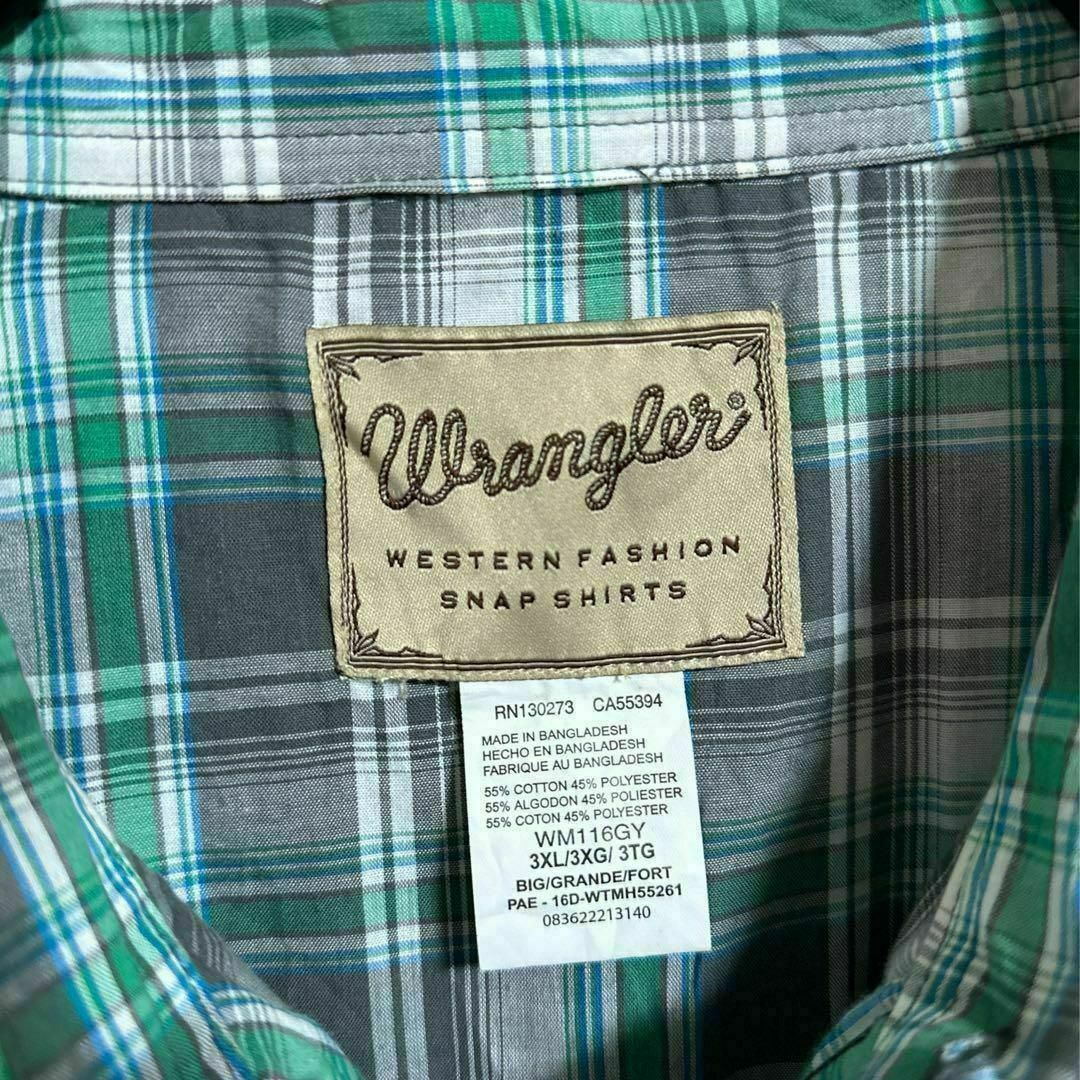 Wrangler®
WESTERN FASHION
SNAP SHIRTS
RN130273 CA55394
MADE IN BANGLADESH
HECHO EN BANGLADESH
FABRIQUE AU BANGLADESH
55% COTTON 45% POLYESTER
55% ALGODON 45% POLIESTER
55% COTON 45% POLYESTER
WM116GY
3XL/3XG/ 3TG
BIG/GRANDE/FORT
PAE - 16D-WTMH55261
083622213140